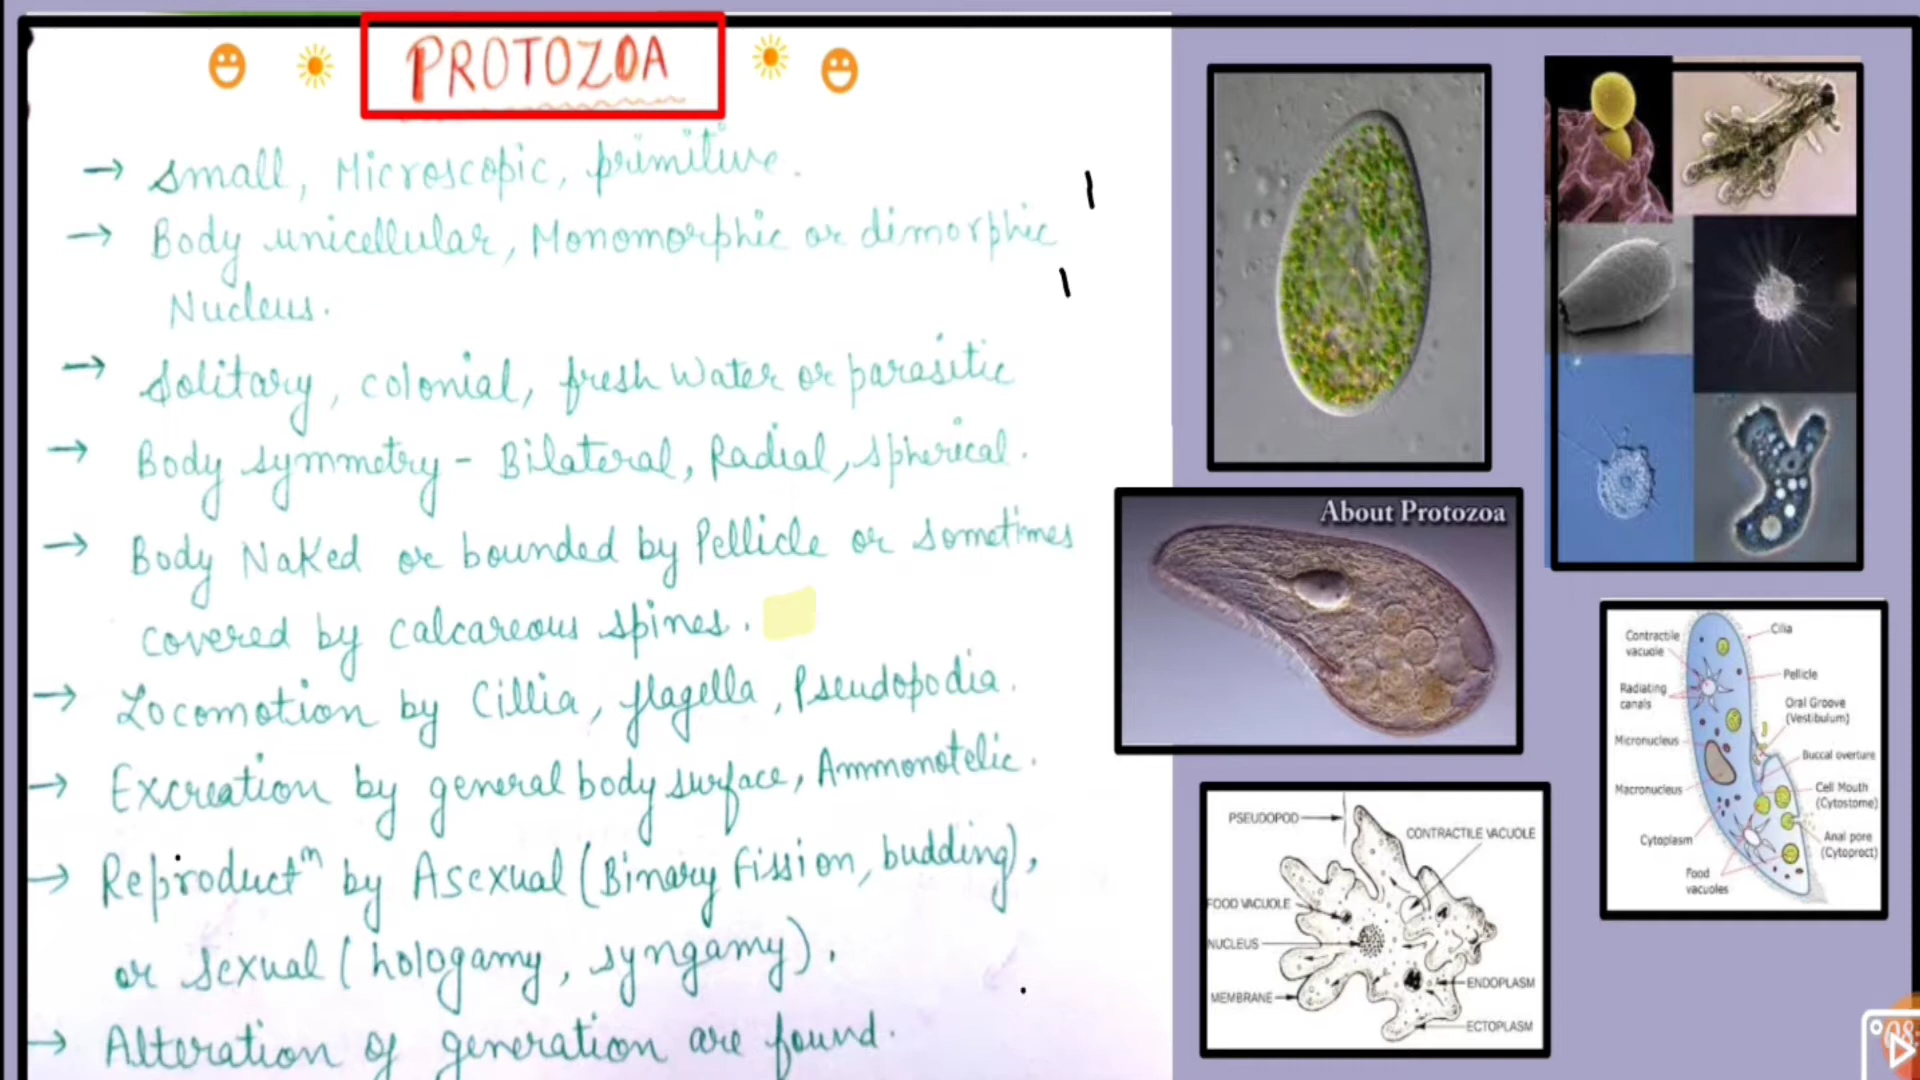 PROTOZOA
→ Small, Microscopic, primitive.
→ Body unicellular, Monomorphic or dimorphic
Nucleus.
→ Solitary, colonial, fresh water or parasitic
→ Body symmetry - Bilateral, Radial, spherical.
→ Body Naked or bounded by Pellicle or sometimes
covered by calcareous spines.
→ Locomotion by Cillia, flagella, Pseudopodia.
→ Excreation by general body surface, Ammonotelic.
→ Reproductⁿ by Asexual (Binary fission, budding),
or sexual (hologamy, syngamy).
→ Alteration of generation are found.
About Protozoa
Contractile
vacuole
Cilia
Pellicle
Radiating
canals
Oral Groove
(Vestibulum)
Micronucleus
Buccal overture
Macronucleus
Cell Mouth
(Cytostome)
Cytoplasm
Anal pore
(Cytoproct)
Food
vacuoles
PSEUDOPOD
CONTRACTILE VACUOLE
FOOD VACUOLE
NUCLEUS
ENDOPLASM
MEMBRANE
ECTOPLASM